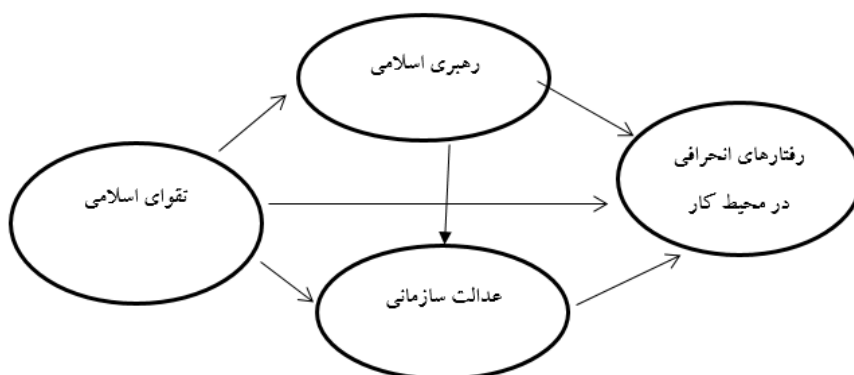 رهبری اسلامی
رفتارهای انحرافی
در محیط کار
تقوای اسلامی
عدالت سازمانی